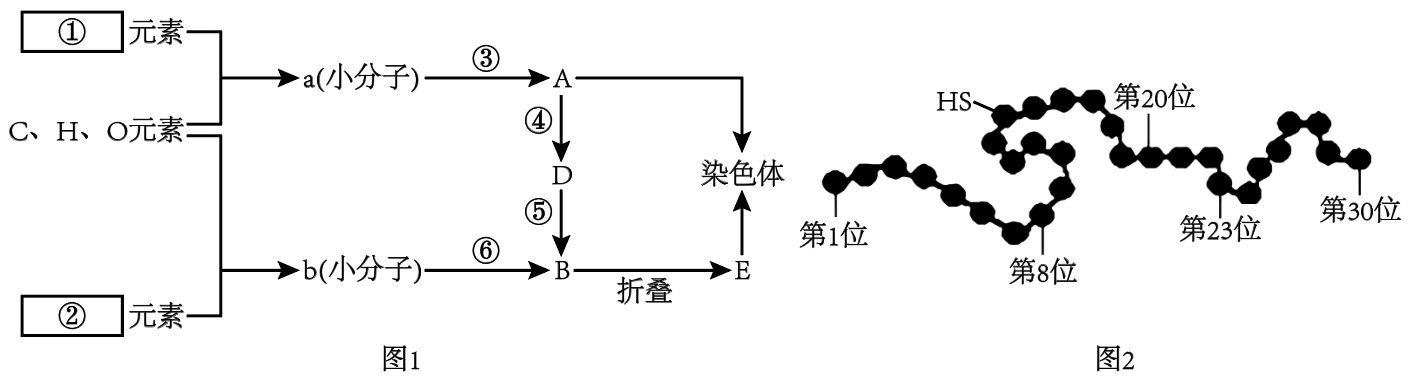 ① 元素
C、H、O元素
② 元素
a(小分子)
③
A
④
D
⑤
b(小分子)
⑥
B
折叠
E
染色体
图1
HS
第1位
第8位
第20位
第23位
第30位
图2